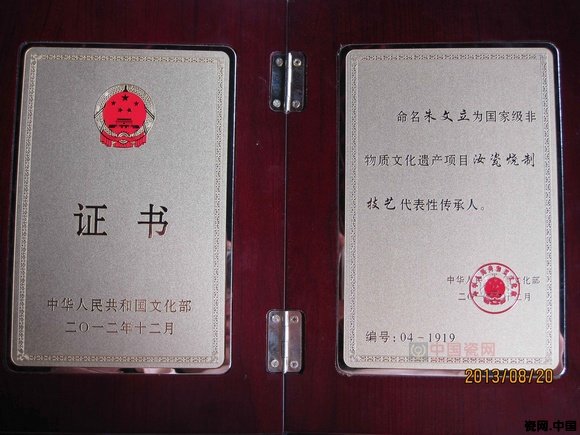 证书
中华人民共和国文化部
二〇一二年十二月
命名朱文立为国家级非
物质文化遗产项目汝瓷烧制
技艺代表性传承人。
中华人民共和国文化部
编号:04-1919
中国瓷网
2013/08/20
瓷网.中国